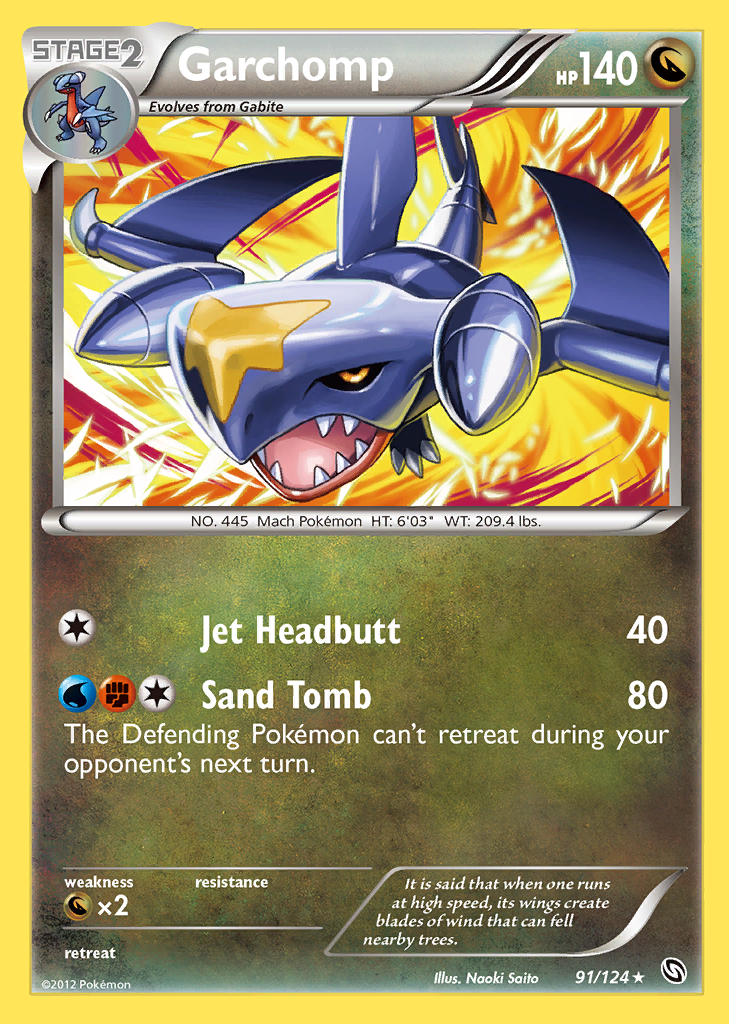 STAGE2
Garchomp
HP140
Evolves from Gabite
NO. 445 Mach Pokémon HT: 6'03" WT: 209.4 lbs.
Jet Headbutt 40
Sand Tomb 80
The Defending Pokémon can't retreat during your
opponent's next turn.
weakness resistance
×2
retreat
It is said that when one runs
at high speed, its wings create
blades of wind that can fell
nearby trees.
Illus. Naoki Saito 91/124 ★
©2012 Pokémon